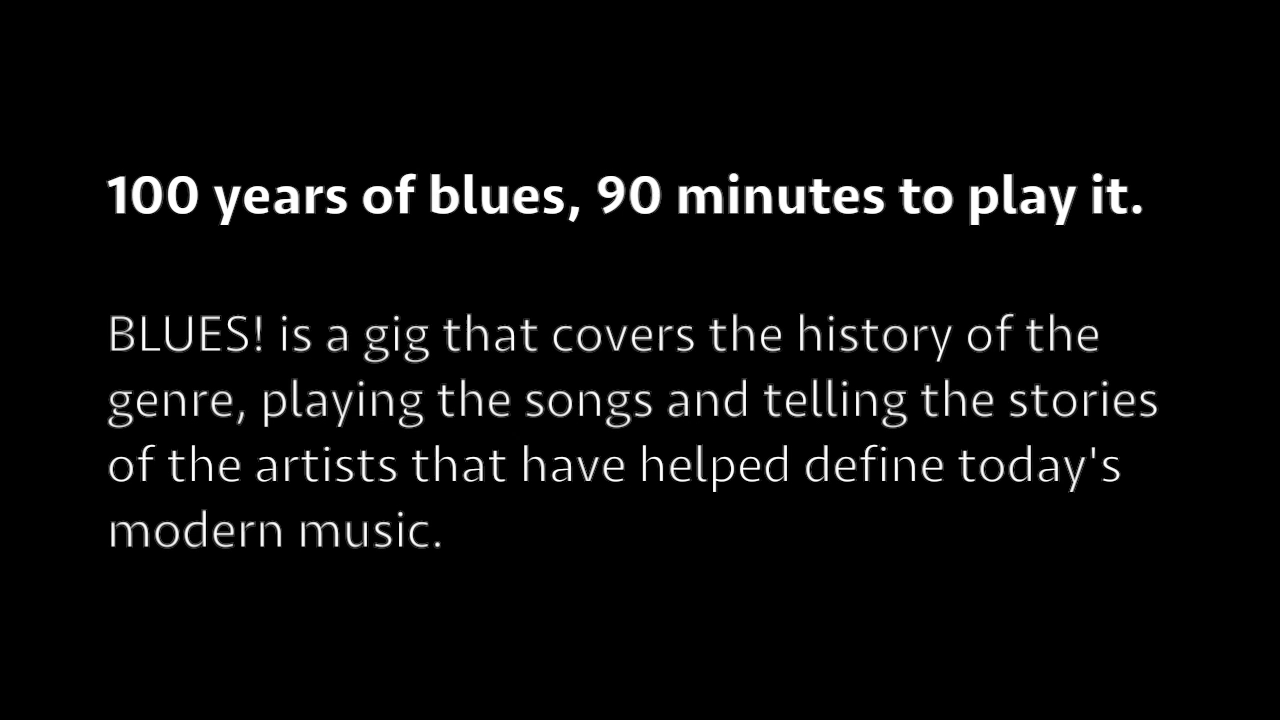 100 years of blues, 90 minutes to play it.
BLUES! is a gig that covers the history of the
genre, playing the songs and telling the stories
of the artists that have helped define today's
modern music.